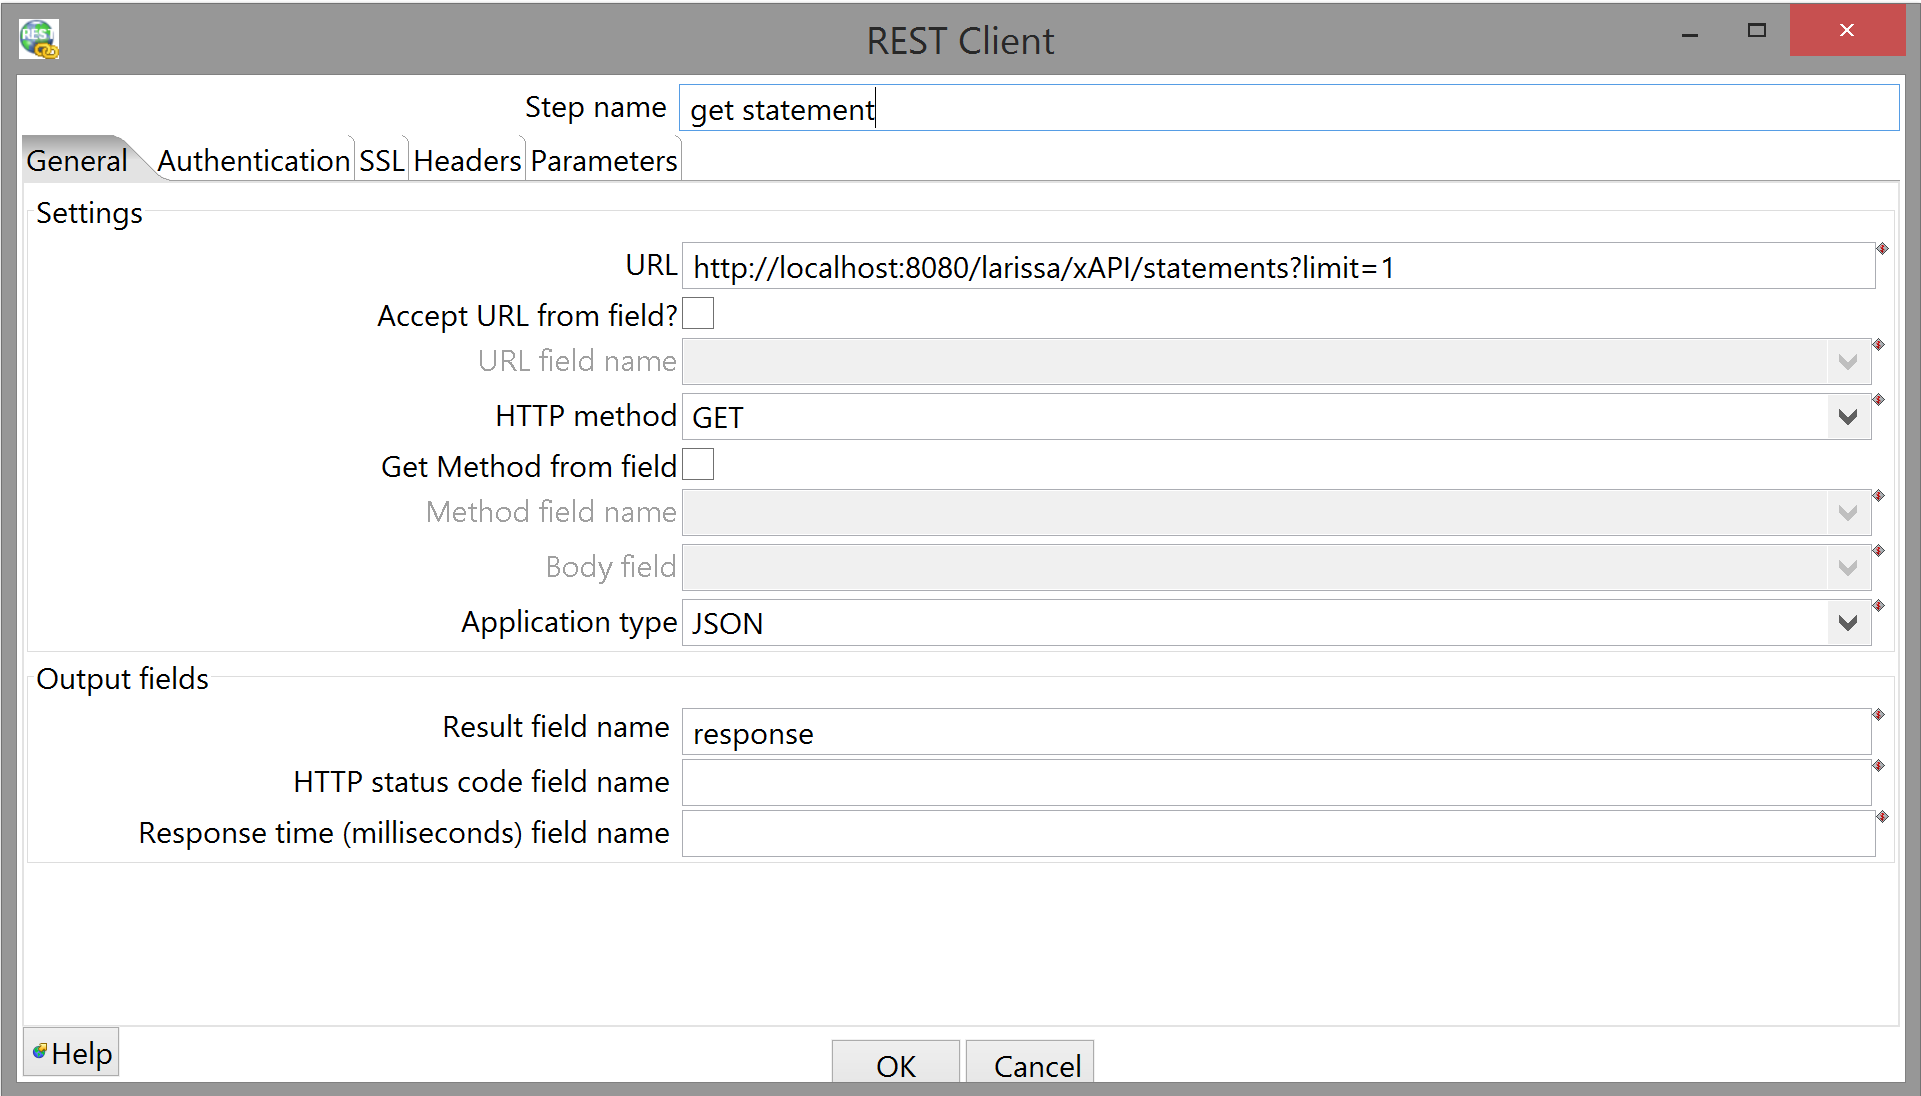 REST
REST Client
Step name get statement
General Authentication SSL Headers Parameters
Settings
URL http://localhost:8080/larissa/xAPI/statements?limit=1
Accept URL from field?
URL field name
HTTP method GET
Get Method from field
Method field name
Body field
Application type JSON
Output fields
Result field name response
HTTP status code field name
Response time (milliseconds) field name
Help
OK Cancel